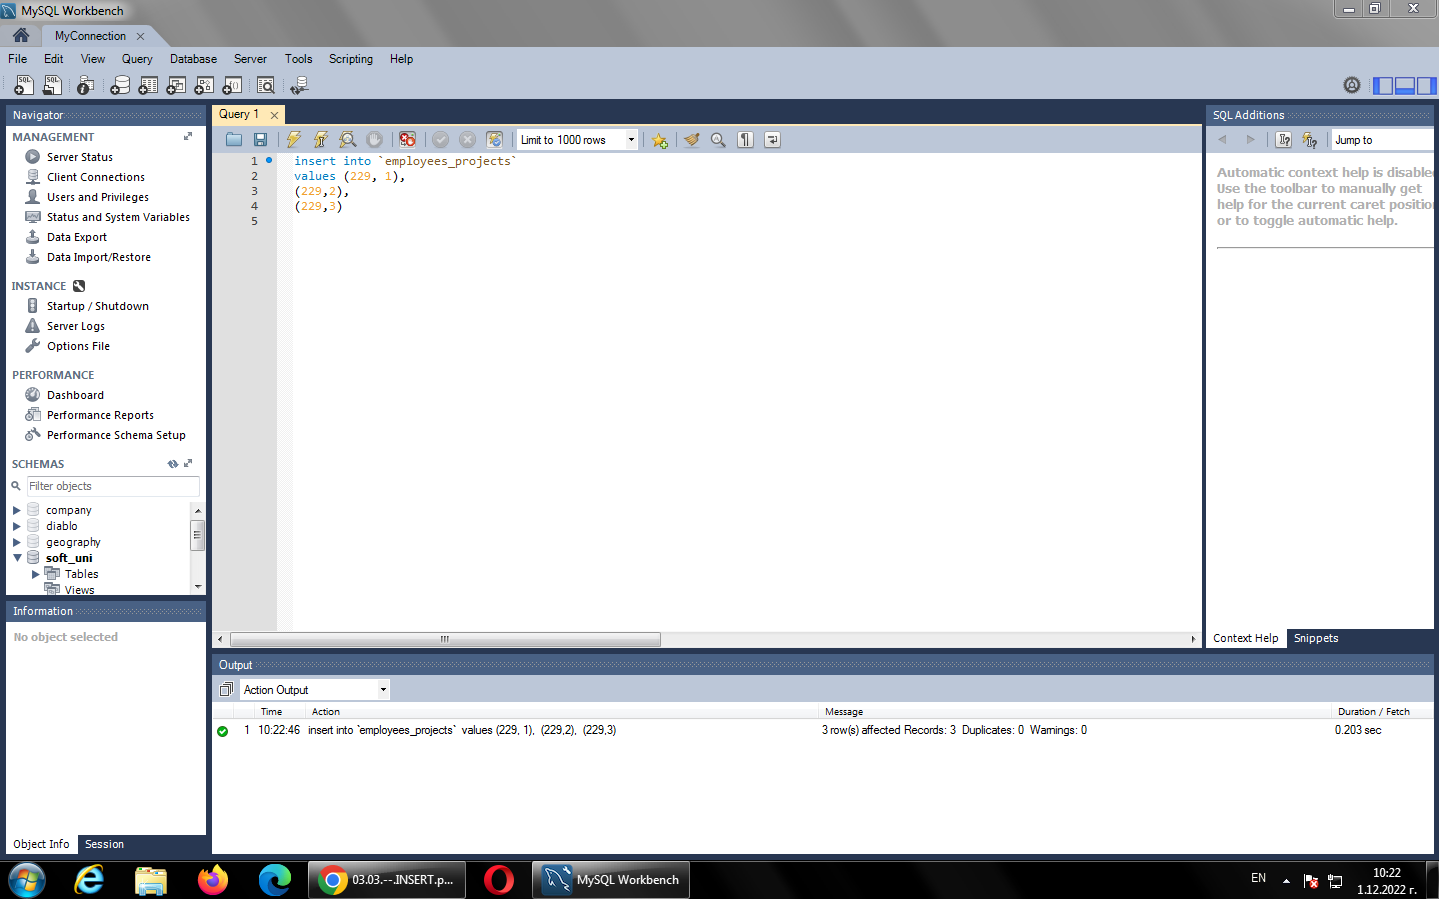 MySQL Workbench
MyConnection
File Edit View Query Database Server Tools Scripting Help
Navigator
MANAGEMENT
Server Status
Client Connections
Users and Privileges
Status and System Variables
Data Export
Data Import/Restore
INSTANCE
Startup / Shutdown
Server Logs
Options File
PERFORMANCE
Dashboard
Performance Reports
Performance Schema Setup
SCHEMAS
Filter objects
company
diablo
geography
soft_uni
Tables
Views
Information
No object selected
Object Info Session
Query 1
Limit to 1000 rows
1 insert into `employees_projects`
2 values (229, 1),
3 (229,2),
4 (229,3)
5
SQL Additions
Jump to
Automatic context help is disable
Use the toolbar to manually get
help for the current caret position
or to toggle automatic help.
Context Help Snippets
Output
Action Output
Time Action Message Duration / Fetch
1 10:22:46 insert into `employees_projects` values (229, 1), (229,2), (229,3) 3 row(s) affected Records: 3 Duplicates: 0 Warnings: 0 0.203 sec
03.03.--.INSERT.p...
MySQL Workbench
EN
10:22
1.12.2022 г.